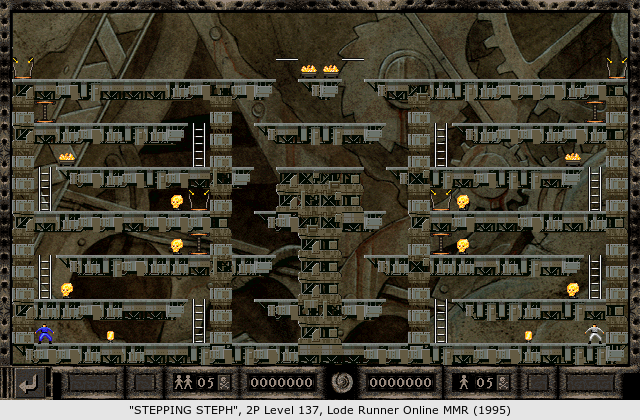 05 0000000 0000000 05
"STEPPING STEPH", 2P Level 137, Lode Runner Online MMR (1995)